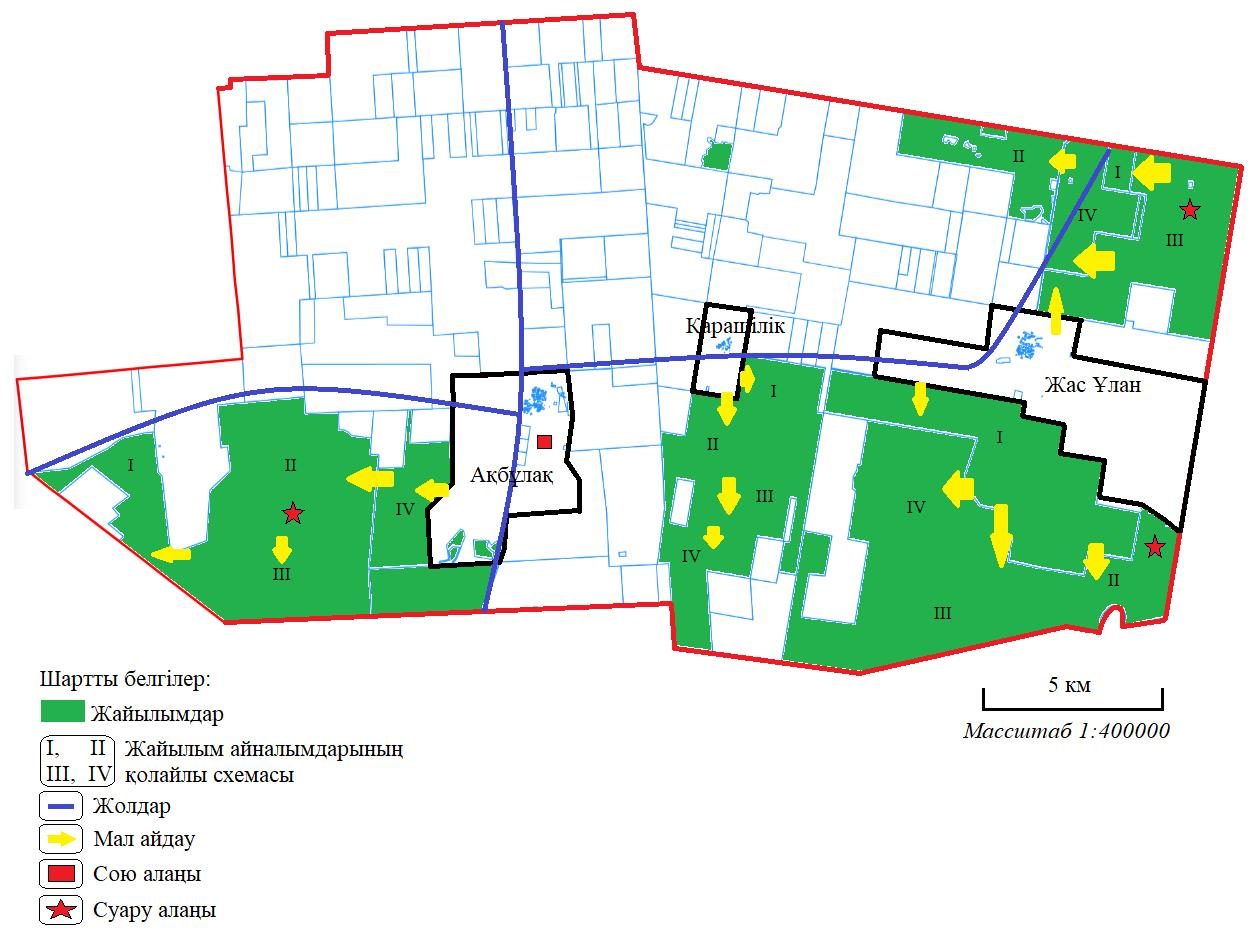 II
I
IV
III
Қарашілік
Жас Ұлан
I
II
III
IV
I
IV
II
III
I
II
IV
III
Ақбұлақ
5 км
Масштаб 1:400000
Шартты белгілер:
Жайылымдар
I, II
III, IV
Жайылым айналымдарының
қолайлы схемасы
Жолдар
Мал айдау
Сою алаңы
Суару алаңы